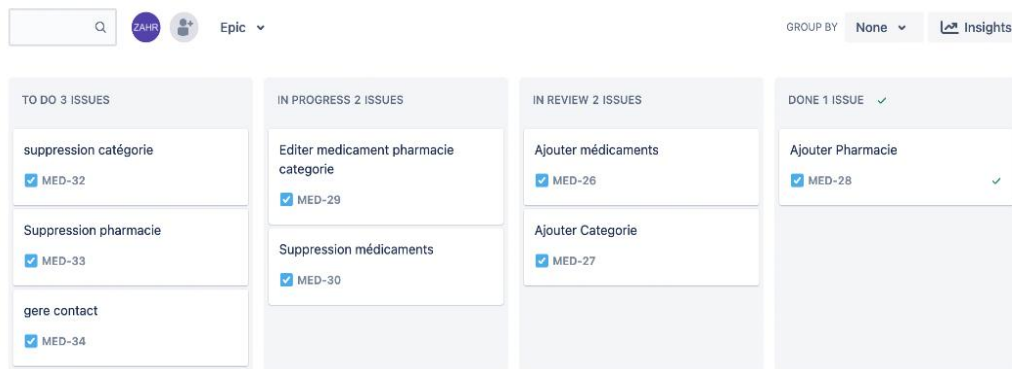 ZAHR
Epic
GROUP BY
None
Insights
TO DO 3 ISSUES
suppression catégorie
MED-32
Suppression pharmacie
MED-33
gere contact
MED-34
IN PROGRESS 2 ISSUES
Editer medicament pharmacie
categorie
MED-29
Suppression médicaments
MED-30
IN REVIEW 2 ISSUES
Ajouter médicaments
MED-26
Ajouter Categorie
MED-27
DONE 1 ISSUE
Ajouter Pharmacie
MED-28